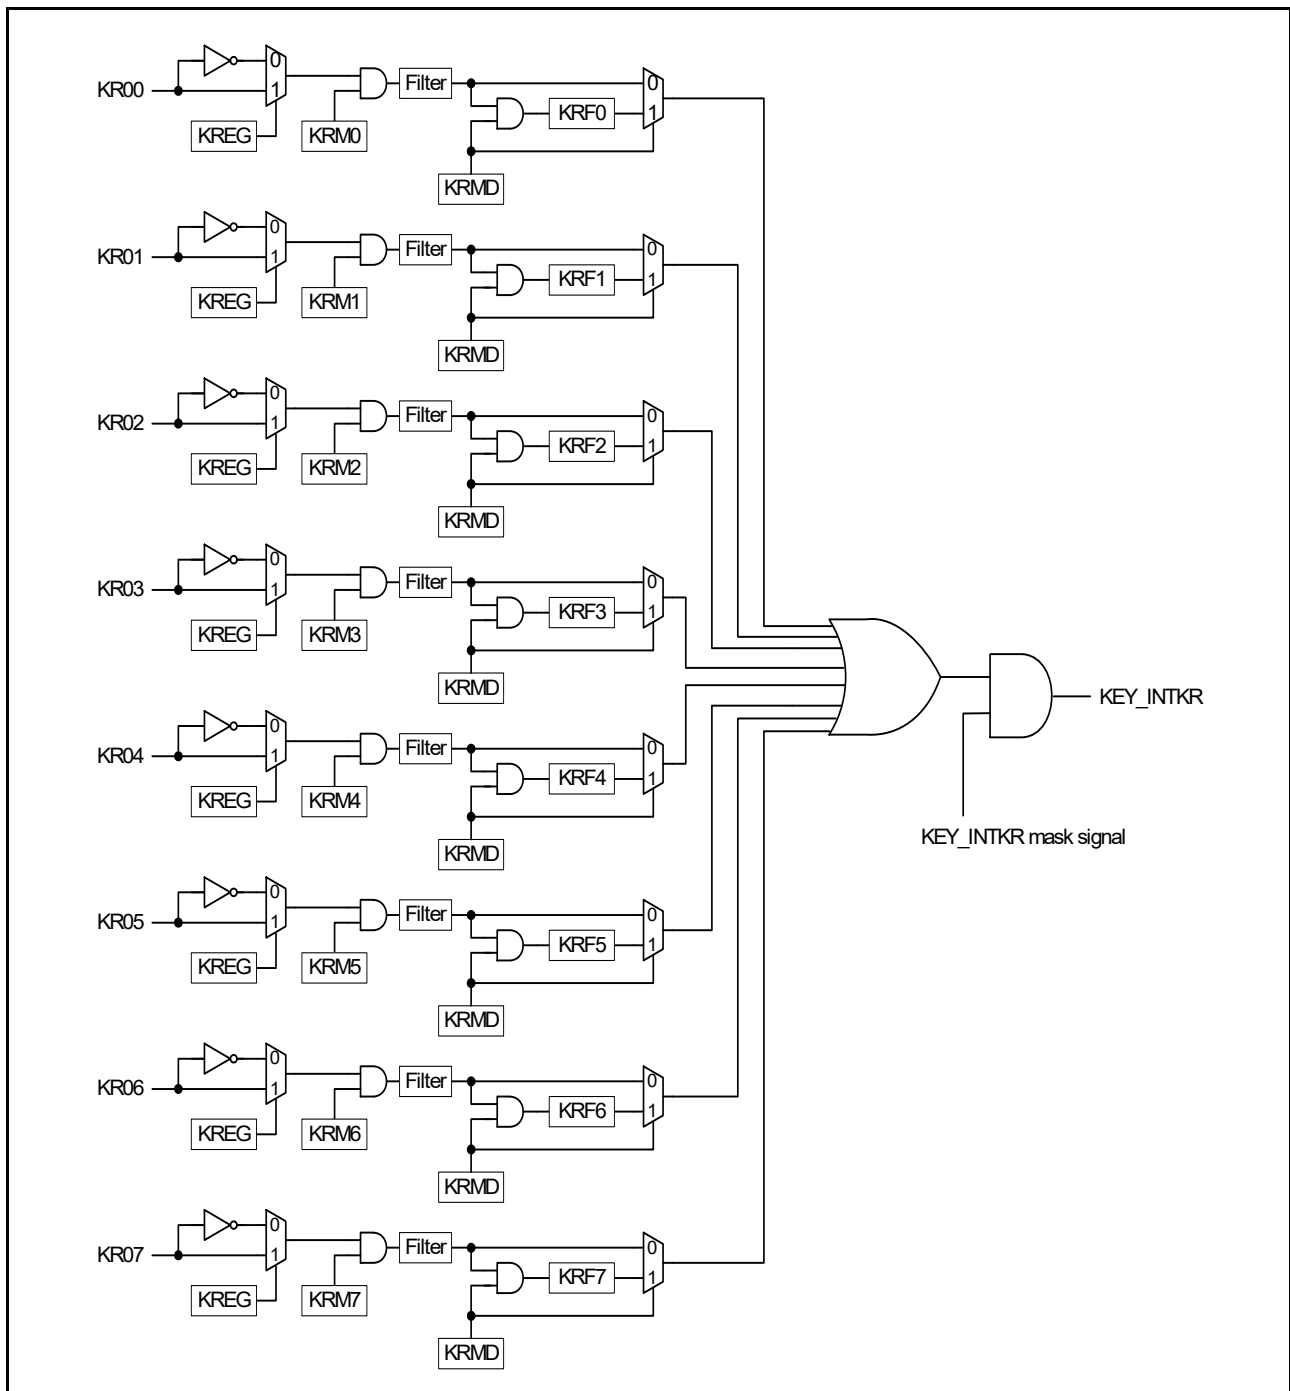 0
KR00
1
Filter
0
KREG
KRM0
KRF0
1
KRMD
0
KR01
1
Filter
0
KREG
KRM1
KRF1
1
KRMD
0
KR02
1
Filter
0
KREG
KRM2
KRF2
1
KRMD
0
KR03
1
Filter
0
KREG
KRM3
KRF3
1
KRMD
KEY_INTKR
0
KR04
1
Filter
0
KREG
KRM4
KRF4
1
KRMD
KEY_INTKR mask signal
0
KR05
1
Filter
0
KREG
KRM5
KRF5
1
KRMD
0
KR06
1
Filter
0
KREG
KRM6
KRF6
1
KRMD
0
KR07
1
Filter
0
KREG
KRM7
KRF7
1
KRMD